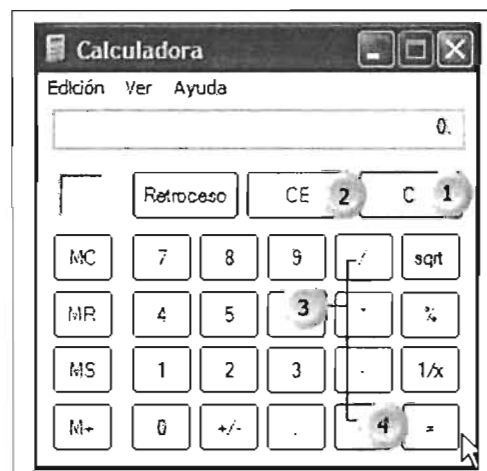 Calculadora
Edición Ver Ayuda
0.
Retroceso CE 2 C 1
MC 7 8 9 / sqrt
MR 4 5 3 * %
MS 1 2 3 - 1/x
M+ 0 +/- . 4 =